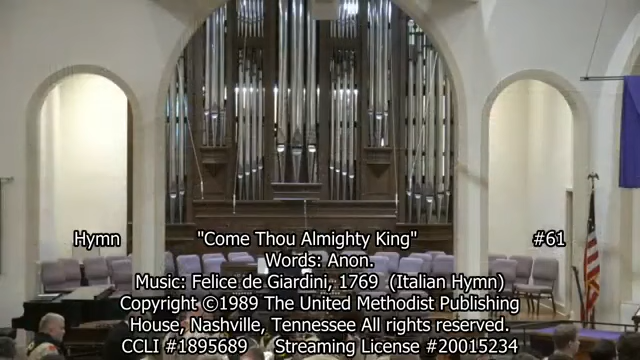 Hymn "Come Thou Almighty King" #61
Words: Anon.
Music: Felice de Giardini, 1769 (Italian Hymn)
Copyright ©1989 The United Methodist Publishing
House, Nashville, Tennessee All rights reserved.
CCLI #1895689 Streaming License #20015234